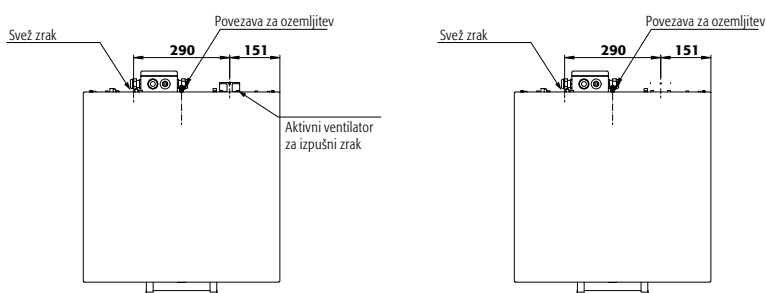 Povezava za ozemljitev
Svež zrak
290
151
Aktivni ventilator
za izpušni zrak
Povezava za ozemljitev
Svež zrak
290
151